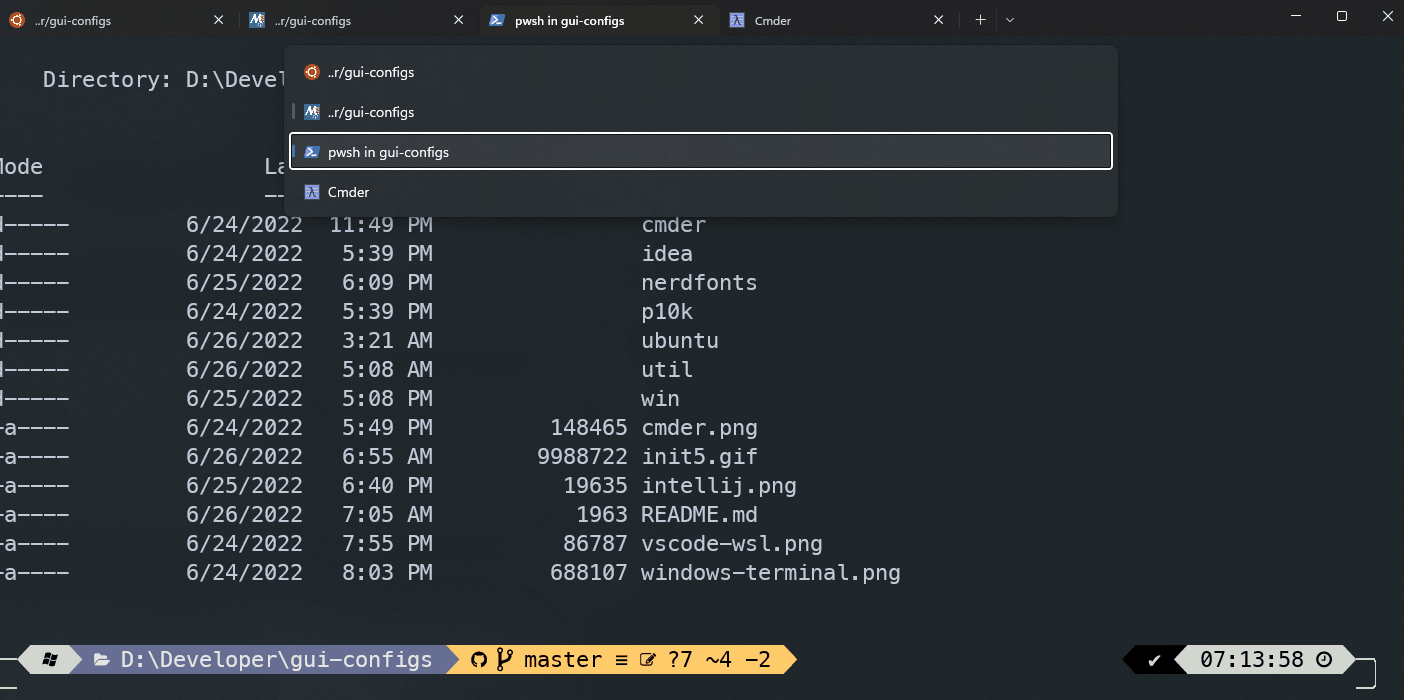 ..r/gui-configs ..r/gui-configs pwsh in gui-configs Cmder
..r/gui-configs
..r/gui-configs
pwsh in gui-configs
Cmder
Directory: D:\Devel
Mode La
---- --
d----- 6/24/2022 11:49 PM cmder
d----- 6/24/2022 5:39 PM idea
d----- 6/25/2022 6:09 PM nerdfonts
d----- 6/24/2022 5:39 PM p10k
d----- 6/26/2022 3:21 AM ubuntu
d----- 6/26/2022 5:08 AM util
d----- 6/25/2022 5:08 PM win
-a---- 6/24/2022 5:49 PM 148465 cmder.png
-a---- 6/26/2022 6:55 AM 9988722 init5.gif
-a---- 6/25/2022 6:40 PM 19635 intellij.png
-a---- 6/26/2022 7:05 AM 1963 README.md
-a---- 6/24/2022 7:55 PM 86787 vscode-wsl.png
-a---- 6/24/2022 8:03 PM 688107 windows-terminal.png
D:\Developer\gui-configs master ≡ ?7 ~4 -2 ✔ 07:13:58